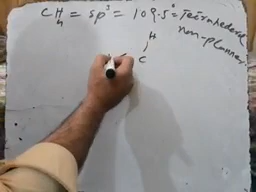 CH4 = sp³ = 109.5° = Tetrahedral
non-planner
H
C